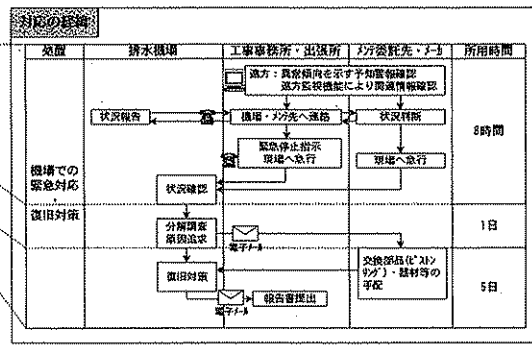 対応の経緯
処置 排水機場 工事事務所・出張所 メンテ委託先・メーカ 所用時間
遠方：異常傾向を示す予知警報確認
遠方監視機能により関連情報確認
状況報告 機場・メンテ先へ連絡 状況判断
8時間
緊急停止指示
現場へ急行
現場へ急行
機場での
緊急対応
状況確認
復旧対策
分解調査
原因追求
電子メール
1日
交換部品(ピストン
リング)・器材等の
手配
復旧対策
5日
電子メール
報告書提出